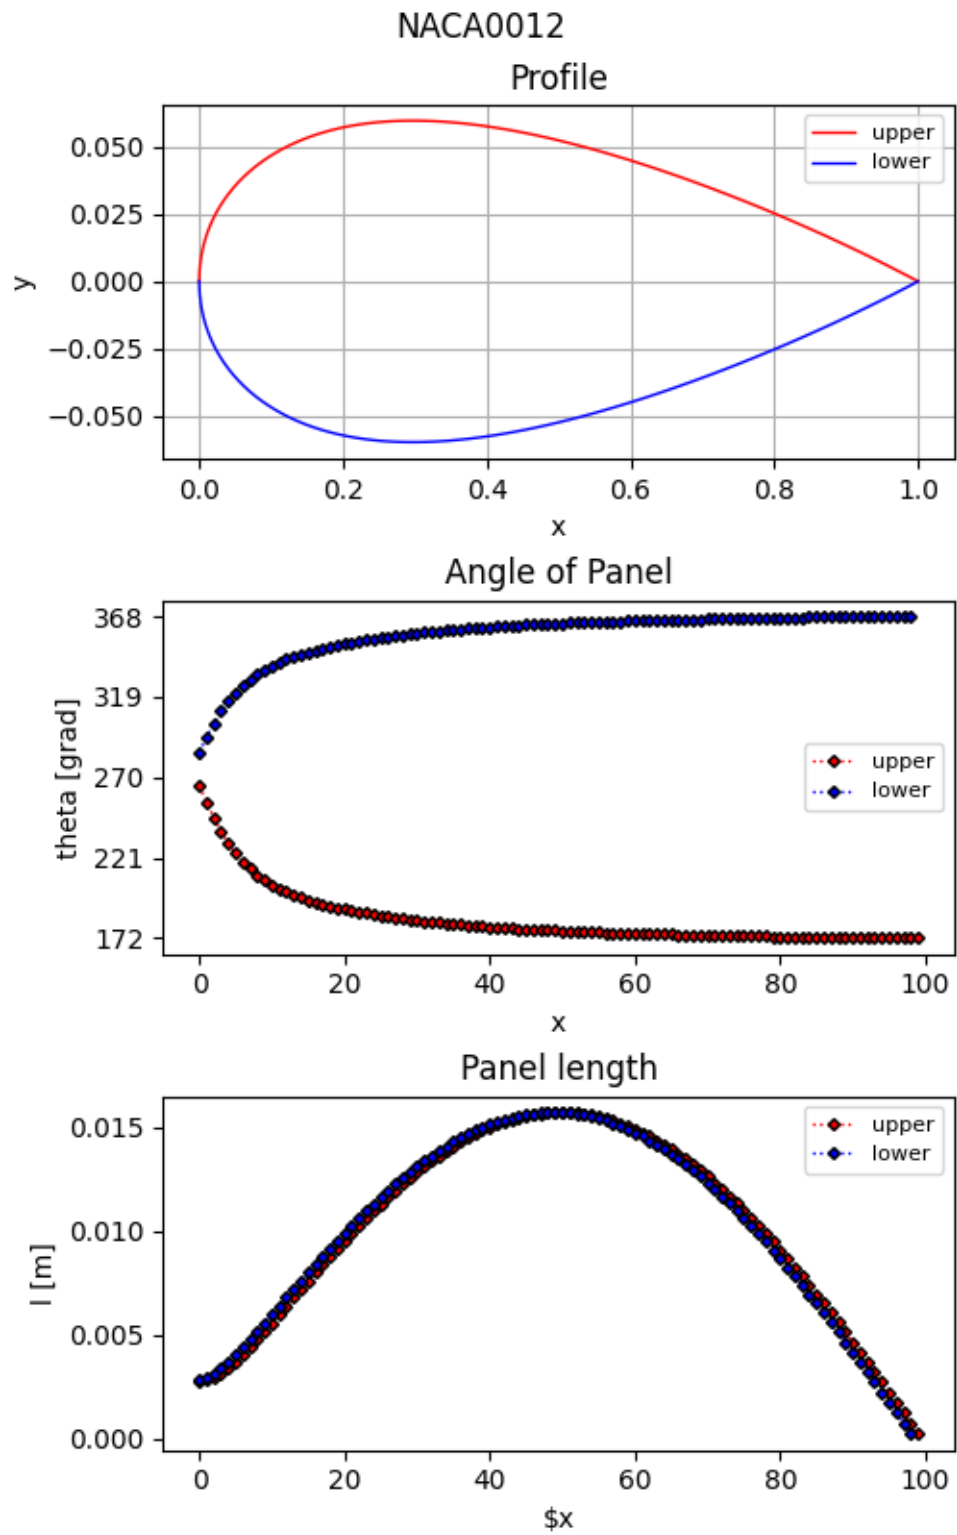 NACA0012
Profile
upper
lower
0.050
0.025
0.000
−0.025
−0.050
y
0.0 0.2 0.4 0.6 0.8 1.0
x
Angle of Panel
368
319
270
221
172
theta [grad]
upper
lower
0 20 40 60 80 100
x
Panel length
upper
lower
0.015
0.010
0.005
0.000
l [m]
0 20 40 60 80 100
$x